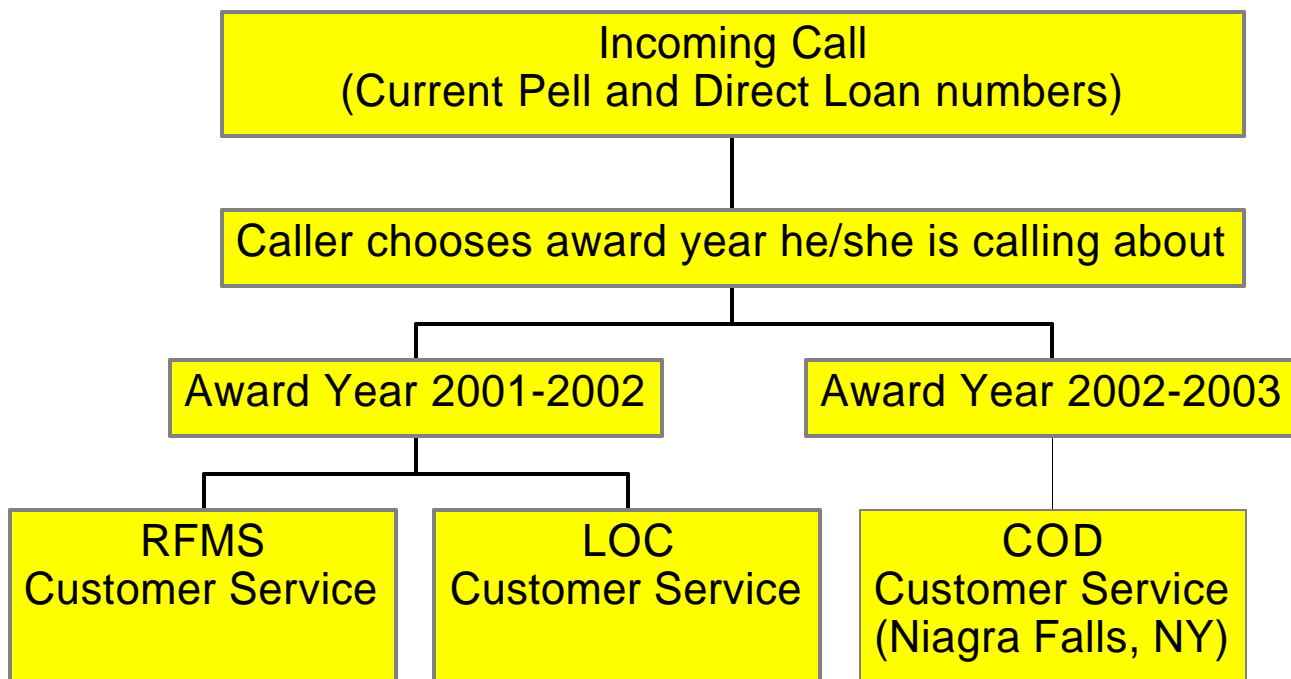 Incoming Call
(Current Pell and Direct Loan numbers)
Caller chooses award year he/she is calling about
Award Year 2001-2002
Award Year 2002-2003
RFMS
Customer Service
LOC
Customer Service
COD
Customer Service
(Niagra Falls, NY)